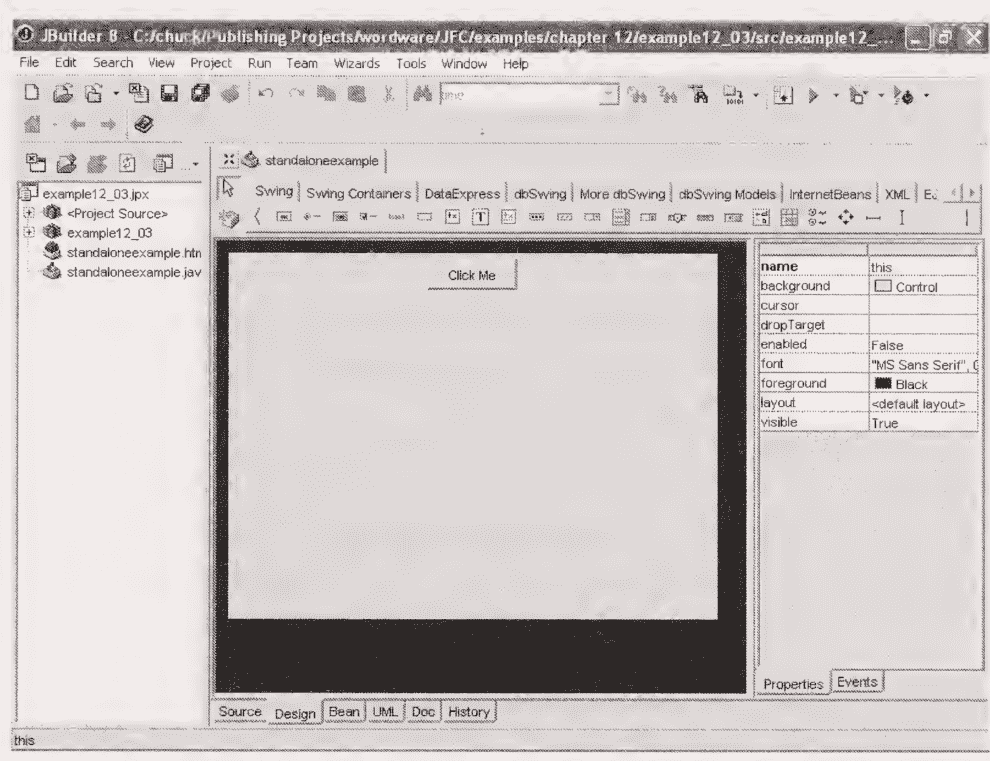 JBuilder 8 - C:/chuck/Publishing Projects/wordware/JFC/examples/chapter 12/example12_03/src/example12_...
File Edit Search View Project Run Team Wizards Tools Window Help
standaloneexample
example12_03.jpx
<Project Source>
example12_03
standaloneexample.htn
standaloneexample.jav
Swing Swing Containers DataExpress dbSwing More dbSwing dbSwing Models InternetBeans XML
Click Me
name this
background Control
cursor
dropTarget
enabled False
font "MS Sans Serif",
foreground Black
layout <default layout>
visible True
Properties Events
Source Design Bean UML Doc History
this